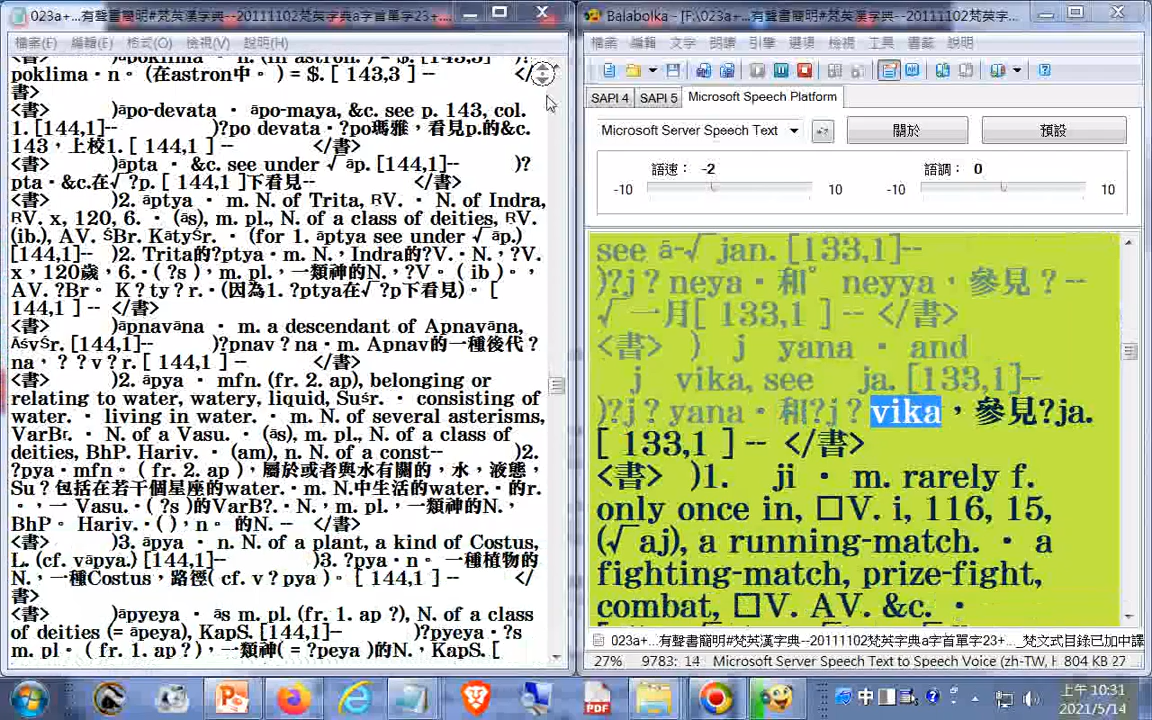 023a+...有聲書簡明#梵英漢字典--20111102梵英字典a字首單字23+...
檔案(F) 編輯(E) 格式(O) 檢視(V) 說明(H)
poklima‧n。(在astron中。) = $. [ 143,3 ] -- </
書>
<書> )āpo-devata ‧ āpo-maya, &c. see p. 143, col.
1. [144,1]-- )?po devata‧?po瑪雅，看見p.的&c.
143，上校1. [ 144,1 ] -- </書>
<書> )āpta ‧ &c. see under √ āp. [144,1]-- )?
pta‧&c.在√ ?p. [ 144,1 ]下看見-- </書>
<書> )2. āptya ‧ m. N. of Trita, RV. ‧ N. of Indra,
RV. x, 120, 6. ‧ (ās), m. pl., N. of a class of deities, RV.
(ib.), AV. ŚBr. KātyŚr. ‧ (for 1. āptya see under √ āp.)
[144,1]-- )2. Trita的?ptya‧m. N.，Indra的?V.‧N.，?V.
x，120歲，6.‧( ?s )，m. pl.，一類神的N.，?V。( ib )。，
AV. ?Br。 K ? ty ? r.‧(因為1. ?ptya在√ ?p下看見)。[
144,1 ] -- </書>
<書> )āpnavāna ‧ m. a descendant of Apnavāna,
ĀśvŚr. [144,1]-- )?pnav ? na‧m. Apnav的一種後代 ?
na， ? ? v ? r. [ 144,1 ] -- </書>
<書> )2. āpya ‧ mfn. (fr. 2. ap), belonging or
relating to water, watery, liquid, Suśr. ‧ consisting of
water. ‧ living in water. ‧ m. N. of several asterisms,
VarBr. ‧ N. of a Vasu. ‧ (ās), m. pl., N. of a class of
deities, BhP. Hariv. ‧ (am), n. N. of a const-- )2.
?pya‧mfn。( fr. 2. ap )，屬於或者與水有關的，水，液態，
Su ? 包括在若干個星座的water.‧m. N.中生活的water.‧的r.
‧，一 Vasu.‧( ?s )的VarB?.‧N.，m. pl.，一類神的N.，
BhP。 Hariv.‧( )，n。 的N. -- </書>
<書> )3. āpya ‧ n. N. of a plant, a kind of Costus,
L. (cf. vāpya.) [144,1]-- )3. ?pya‧n。 一種植物的
N.，一種Costus，路徑( cf. v ? pya )。[ 144,1 ] -- </
書>
<書> )āpyeya ‧ ās m. pl. (fr. 1. ap ?), N. of a class
of deities (= āpeya), KapS. [144,1]-- )?pyeya‧?s
m. pl‧( fr. 1. ap ? )，一類神( = ?peya )的N.，KapS. [
Balabolka - [F:\023a+...有聲書簡明#梵英漢字典--20111102梵英字...
檔案 編輯 文字 朗讀 引擎 選項 檢視 工具 書籤 說明
SAPI 4 SAPI 5 Microsoft Speech Platform
Microsoft Server Speech Text 關於 預設
語速： -2 語調： 0
-10 10 -10 10
see ā-√ jan. [133,1]--
)?j ? neya‧和° neyya，參見 ? --
√ 一月[ 133,1 ] -- </書>
<書> ) j yana ‧ and
j vika, see ja. [133,1]--
)?j ? yana‧和?j ? vika，參見?ja.
[ 133,1 ] -- </書>
<書> )1. ji ‧ m. rarely f.
only once in, □V. i, 116, 15,
(√ aj), a running-match. ‧ a
fighting-match, prize-fight,
combat, □V. AV. &c. ‧
023a+...有聲書簡明#梵英漢字典--20111102梵英字典a字首單字23+..._梵文式目錄已加中譯
27% 9783: 14 Microsoft Server Speech Text to Speech Voice (zh-TW, H 804 KB 27
中
上午 10:31
2021/5/14
PDF